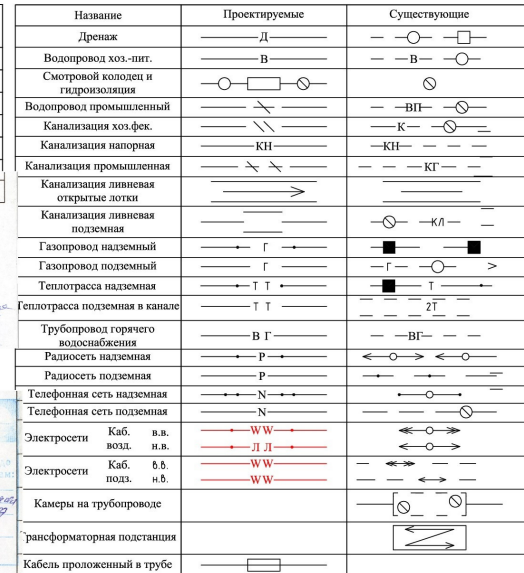 Название Проектируемые Существующие
Дренаж Д
Водопровод хоз.-пит. В В
Смотровой колодец и
гидроизоляция
Водопровод промышленный ВП
Канализация хоз.фек. К
Канализация напорная КН КН
Канализация промышленная КГ
Канализация ливневая
открытые лотки
Канализация ливневая
подземная КЛ
Газопровод надземный Г
Газопровод подземный Г Г
Теплотрасса надземная Т Т Т
Теплотрасса подземная в канале Т Т 2Т
Трубопровод горячего
водоснабжения В Г ВГ
Радиосеть надземная Р
Радиосеть подземная Р
Телефонная сеть надземная N
Телефонная сеть подземная N
Электросети Каб. в.в. WW
возд. н.в. Л Л
Электросети Каб. в.в. WW
подз. н.в. WW
Камеры на трубопроводе
Трансформаторная подстанция
Кабель проложенный в трубе